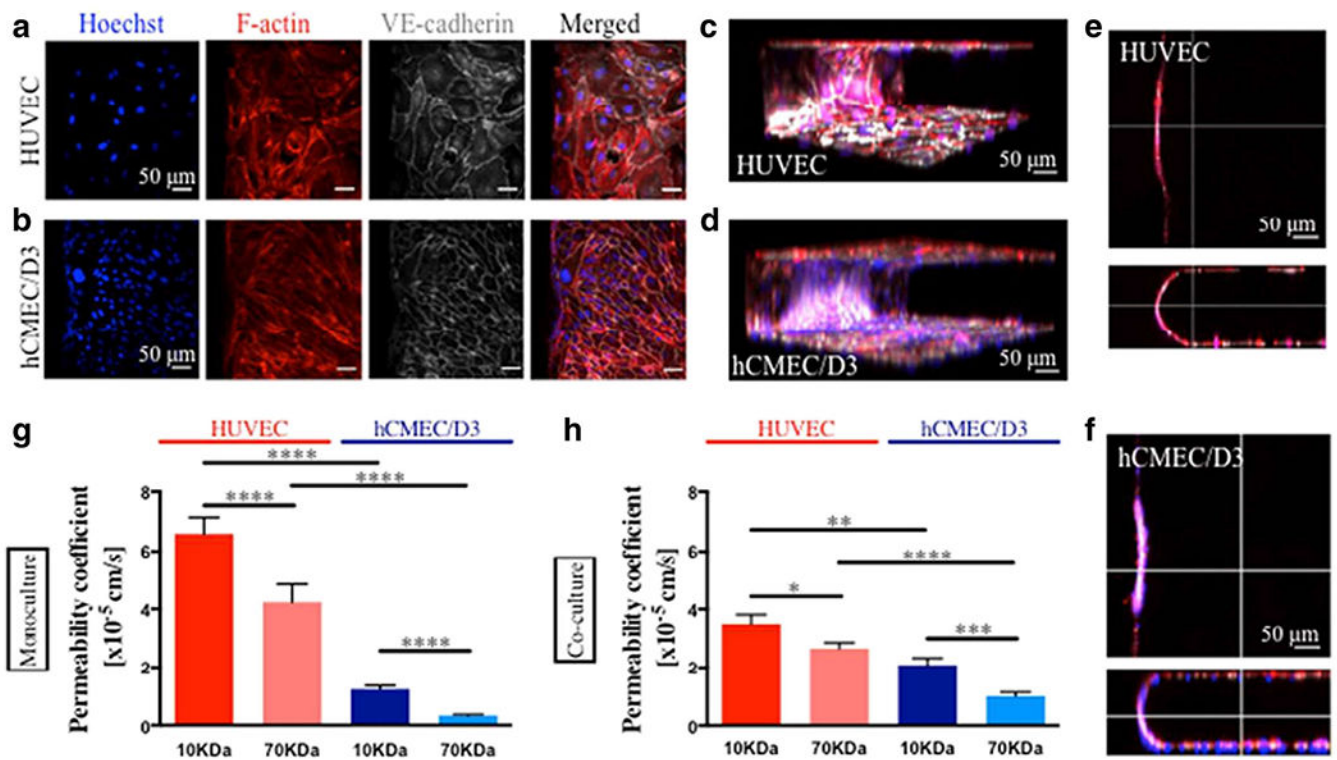 a Hoechst F-actin VE-cadherin Merged
HUVEC
50 μm
b
hCMEC/D3
50 μm
c
HUVEC
50 μm
d
hCMEC/D3
50 μm
e
HUVEC
50 μm
f
hCMEC/D3
50 μm
g
Monoculture
HUVEC hCMEC/D3
****
****
****
****
Permeability coefficient
[x10⁻⁵ cm/s]
8
6
4
2
0
10KDa 70KDa 10KDa 70KDa
h
Co-culture
HUVEC hCMEC/D3
**
****
*
***
Permeability coefficient
[x10⁻⁵ cm/s]
8
6
4
2
0
10KDa 70KDa 10KDa 70KDa